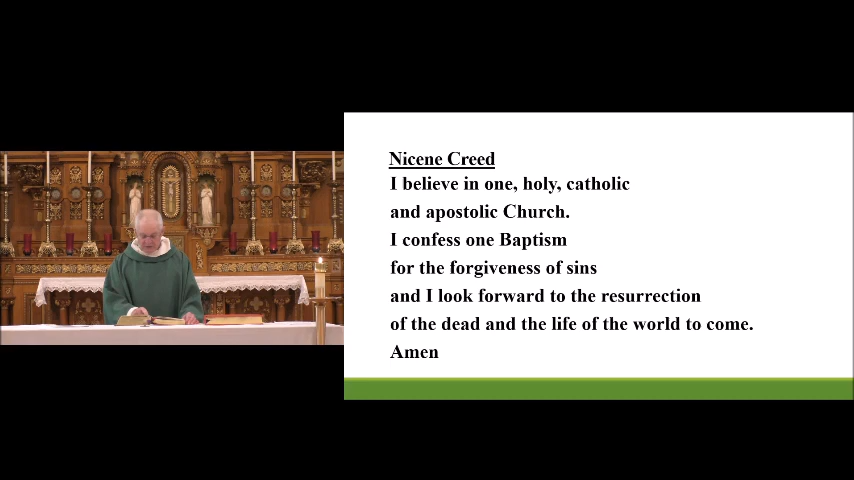 Nicene Creed
I believe in one, holy, catholic
and apostolic Church.
I confess one Baptism
for the forgiveness of sins
and I look forward to the resurrection
of the dead and the life of the world to come.
Amen